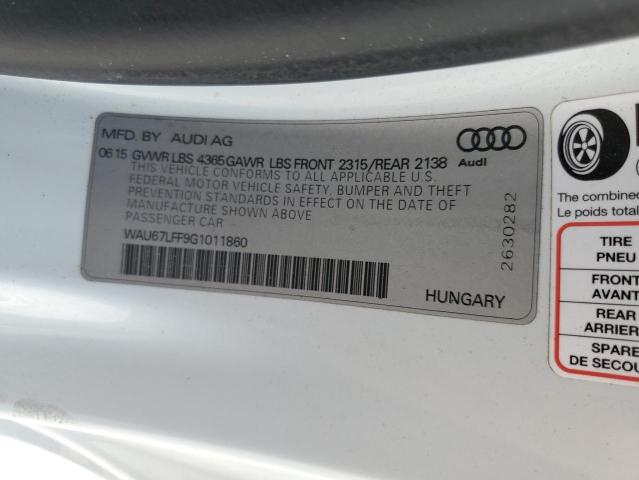 MFD. BY AUDI AG
Audi
06 15 GVWR LBS 4365 GAWR LBS FRONT 2315/REAR 2138
THIS VEHICLE CONFORMS TO ALL APPLICABLE U.S.
FEDERAL MOTOR VEHICLE SAFETY, BUMPER AND THEFT
PREVENTION STANDARDS IN EFFECT ON THE DATE OF
MANUFACTURE SHOWN ABOVE
PASSENGER CAR
WAU67LFF9G1011860
HUNGARY
2630282
The combined
Le poids total
TIRE
PNEU
FRONT
AVANT
REAR
ARRIER
SPARE
DE SECOU